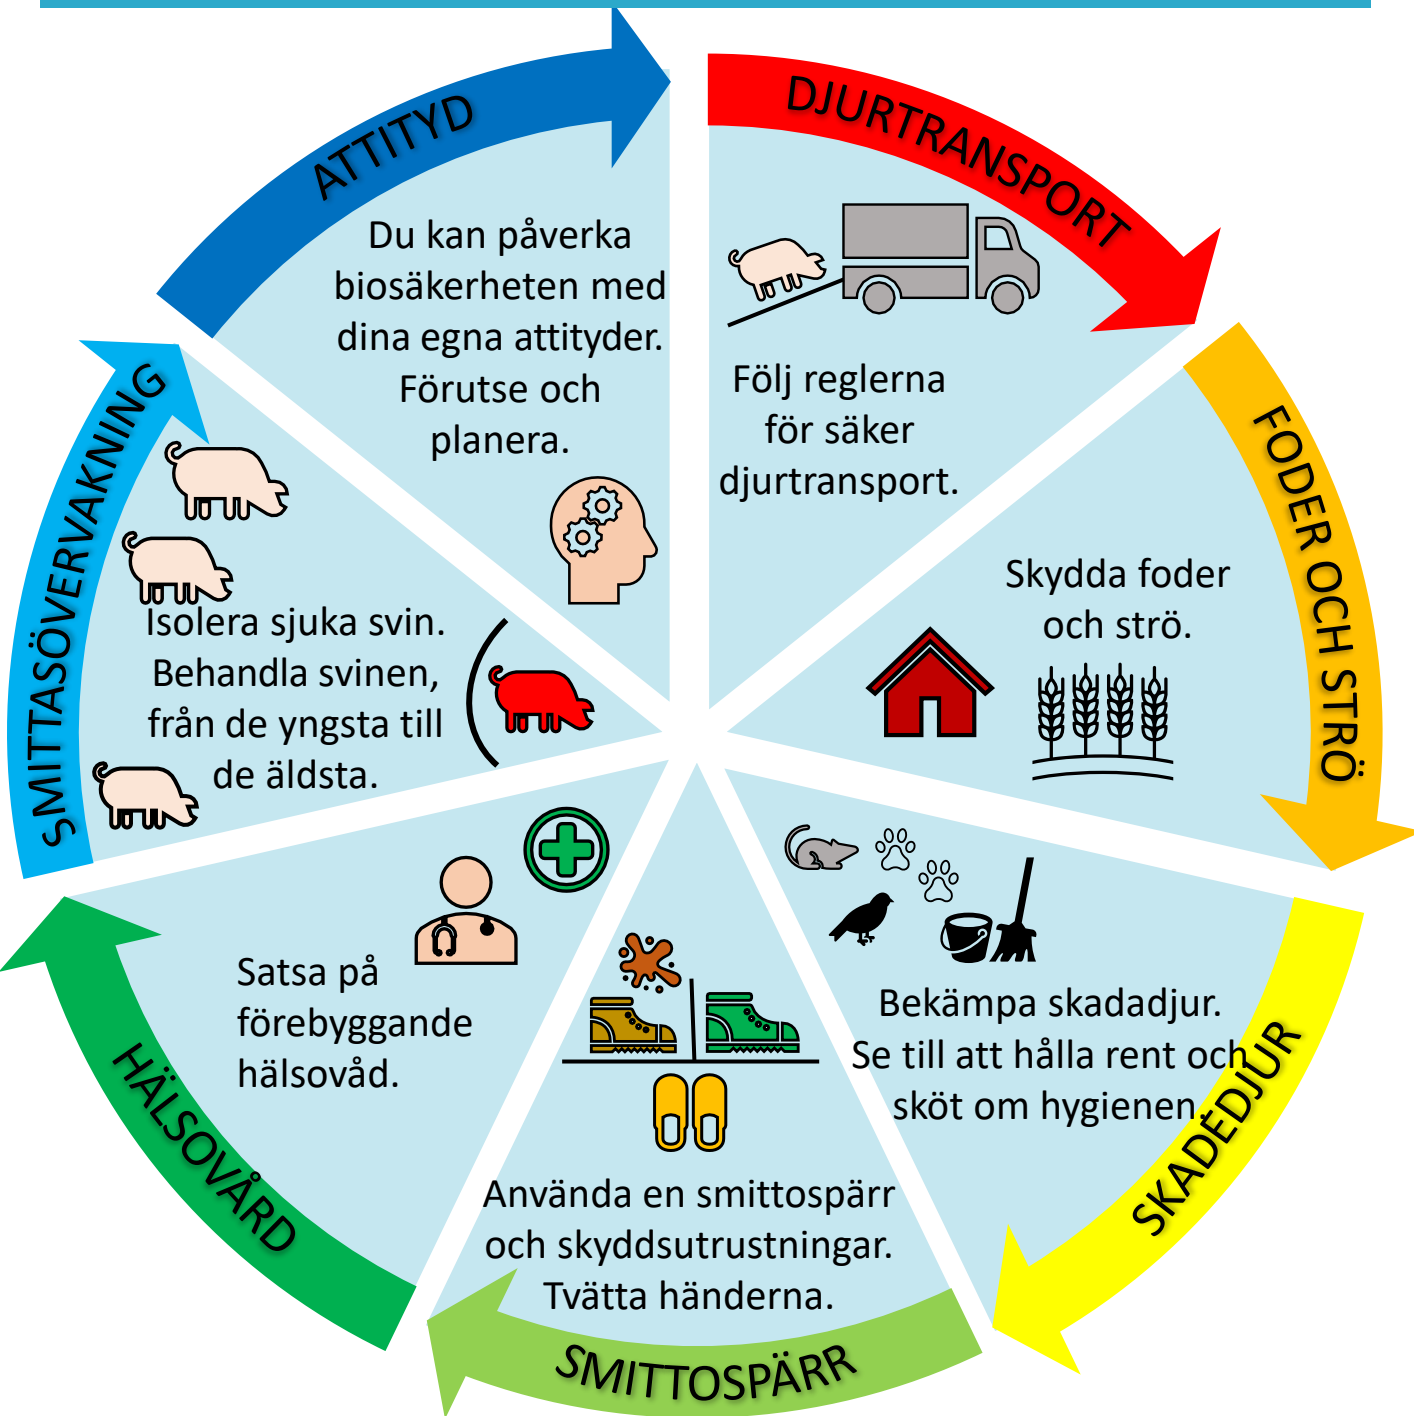 ATTITYD
Du kan påverka
biosäkerheten med
dina egna attityder.
Förutse och
planera.
DJURTRANSPORT
Följ reglerna
för säker
djurtransport.
FODER OCH STRÖ
Skydda foder
och strö.
SKADEDJUR
Bekämpa skadadjur.
Se till att hålla rent och
sköt om hygienen.
SMITTOSPÄRR
Använda en smittospärr
och skyddsutrustningar.
Tvätta händerna.
HÄLSOVÅRD
Satsa på
förebyggande
hälsovåd.
SMITTASÖVERVAKNING
Isolera sjuka svin.
Behandla svinen,
från de yngsta till
de äldsta.